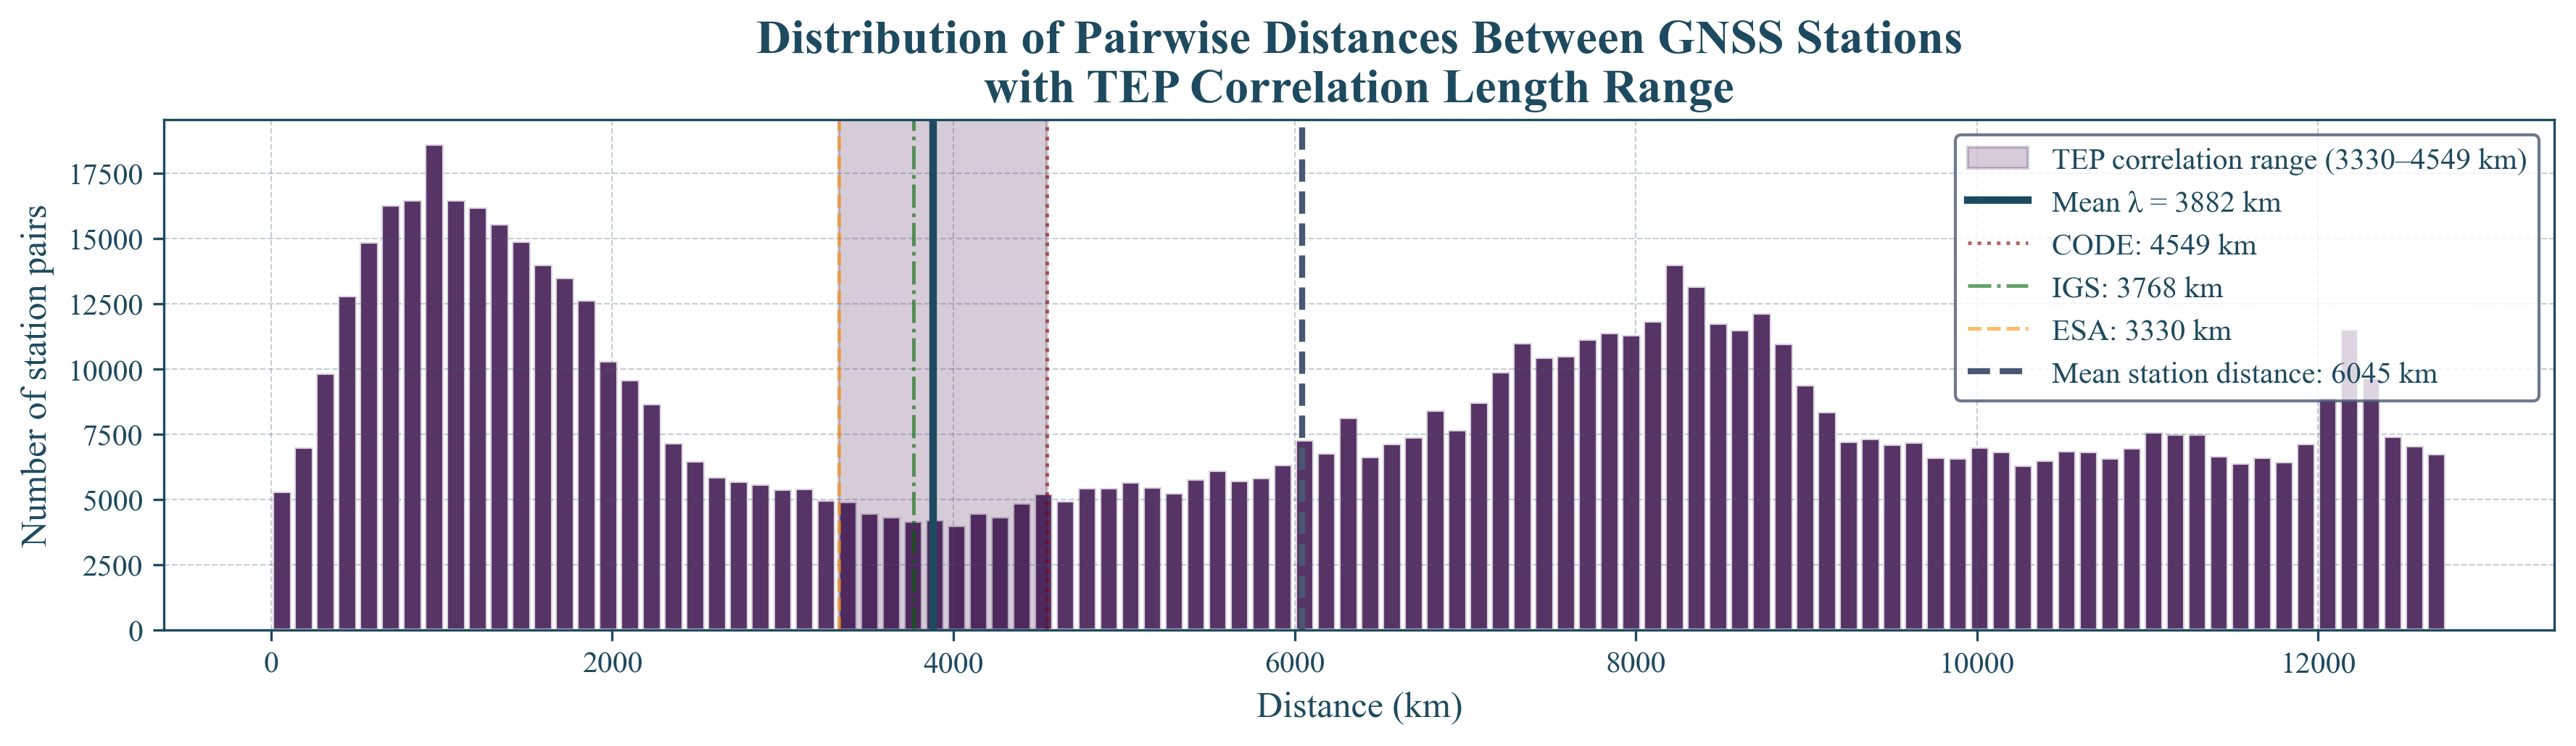 Distribution of Pairwise Distances Between GNSS Stations
with TEP Correlation Length Range
Number of station pairs
17500
15000
12500
10000
7500
5000
2500
0
TEP correlation range (3330–4549 km)
Mean λ = 3882 km
CODE: 4549 km
IGS: 3768 km
ESA: 3330 km
Mean station distance: 6045 km
0
2000
4000
6000
8000
10000
12000
Distance (km)